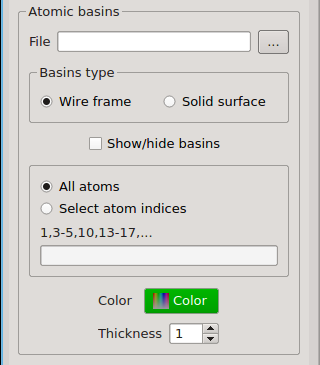 Atomic basins
File
...
Basins type
Wire frame
Solid surface
Show/hide basins
All atoms
Select atom indices
1,3-5,10,13-17,...
Color Color
Thickness 1